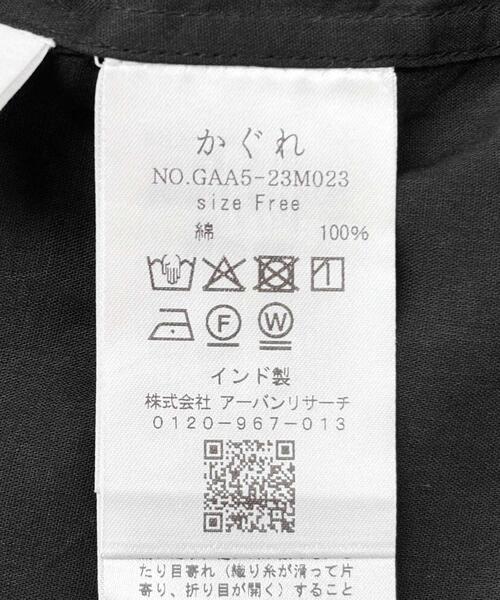 かぐれ
NO.GAA5-23M023
size Free
綿 100%
F W
インド製
株式会社 アーバンリサーチ
0120-967-013
たり目寄れ（織り糸が滑って片
寄り、折り目が開く）すること